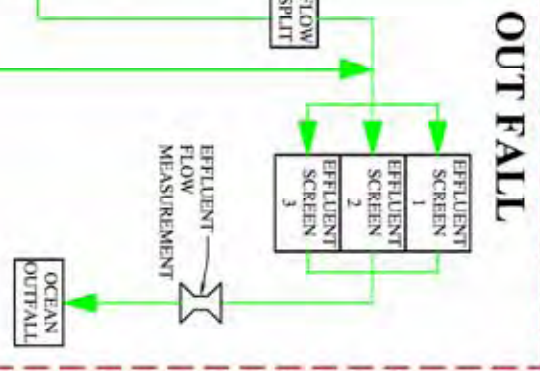 OUT FALL
FLOW
SPLIT
EFFLUENT
SCREEN
1
EFFLUENT
SCREEN
2
EFFLUENT
SCREEN
3
EFFLUENT
FLOW
MEASUREMENT
OCEAN
OUTFALL